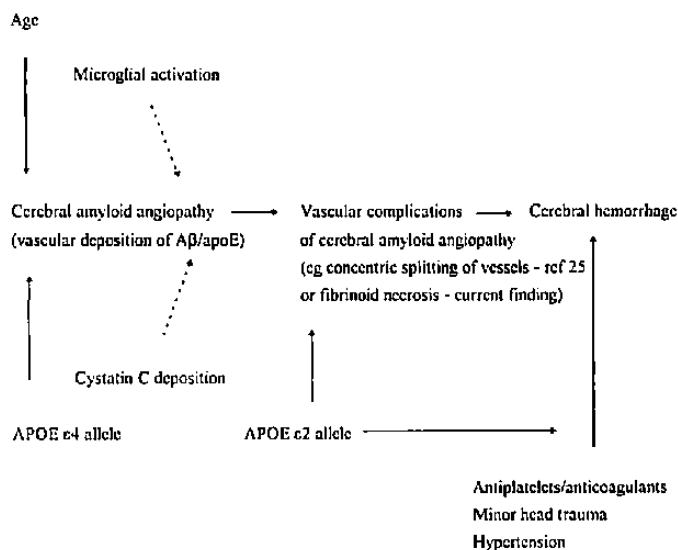 Age
Microglial activation
Cerebral amyloid angiopathy
(vascular deposition of Aβ/apoE)
Vascular complications
of cerebral amyloid angiopathy
(eg concentric splitting of vessels - ref 25
or fibrinoid necrosis - current finding)
Cerebral hemorrhage
Cystatin C deposition
APOE ε4 allele
APOE ε2 allele
Antiplatelets/anticoagulants
Minor head trauma
Hypertension